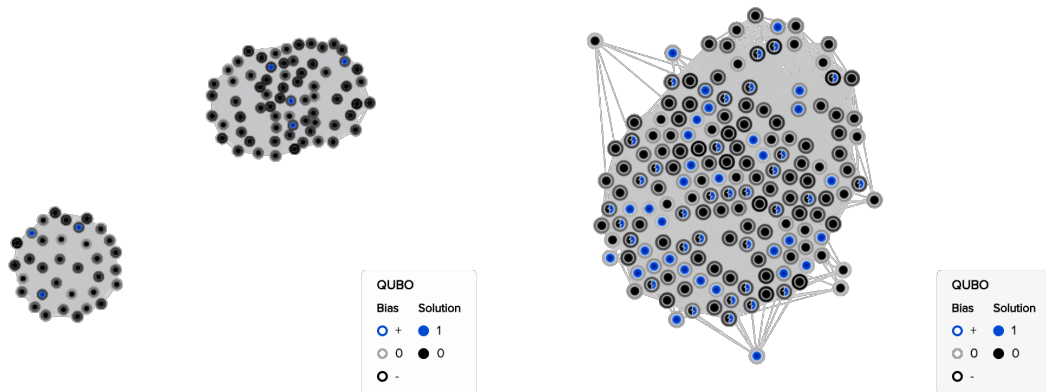 QUBO
Bias Solution
+ 1
0 0
-
QUBO
Bias Solution
+ 1
0 0
-